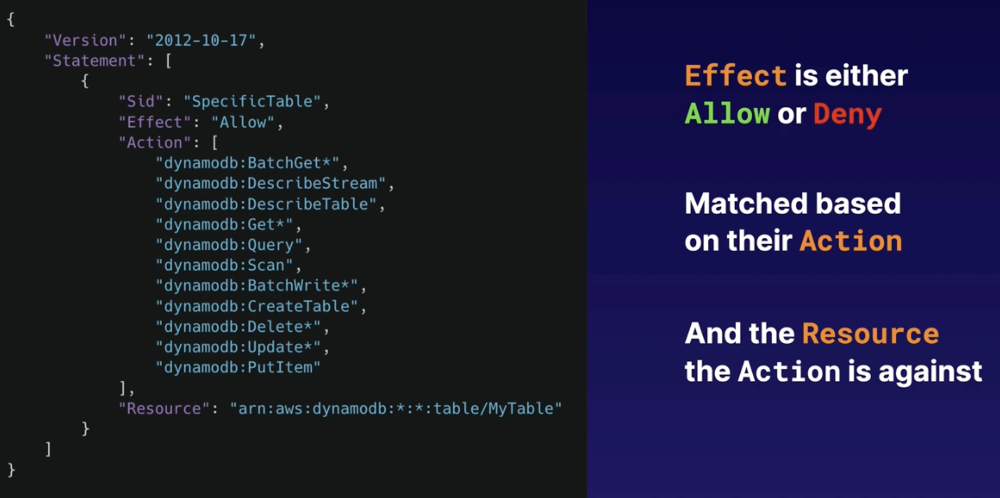 {
"Version": "2012-10-17",
"Statement": [
{
"Sid": "SpecificTable",
"Effect": "Allow",
"Action": [
"dynamodb:BatchGet*",
"dynamodb:DescribeStream",
"dynamodb:DescribeTable",
"dynamodb:Get*",
"dynamodb:Query",
"dynamodb:Scan",
"dynamodb:BatchWrite*",
"dynamodb:CreateTable",
"dynamodb:Delete*",
"dynamodb:Update*",
"dynamodb:PutItem"
],
"Resource": "arn:aws:dynamodb:*:*:table/MyTable"
}
]
}
Effect is either
Allow or Deny
Matched based
on their Action
And the Resource
the Action is against